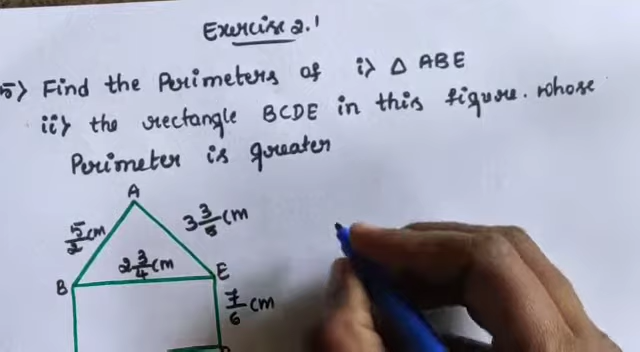 Exercise 2.1
5) Find the Perimeters of i) △ ABE
ii) the rectangle BCDE in this figure. whose
Perimeter is greater
A
5/2 cm
3 3/5 cm
2 3/4 cm
B
E
7/6 cm